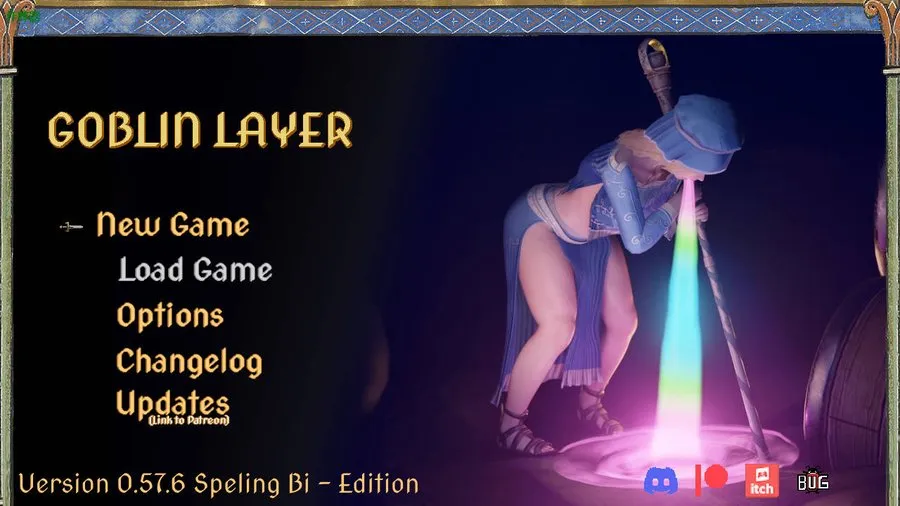 GOBLIN LAYER
New Game
Load Game
Options
Changelog
Updates
(Link to Patreon)
Version 0.57.6 Speling Bi - Edition
itch
BUG